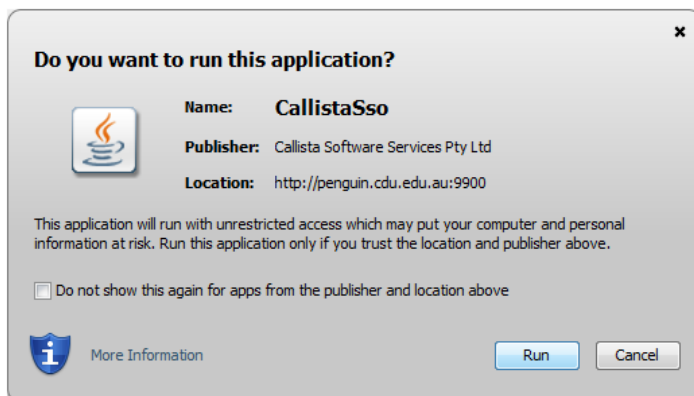 Do you want to run this application?
Name: CallistaSso
Publisher: Callista Software Services Pty Ltd
Location: http://penguin.cdu.edu.au:9900
This application will run with unrestricted access which may put your computer and personal
information at risk. Run this application only if you trust the location and publisher above.
Do not show this again for apps from the publisher and location above
More Information Run Cancel